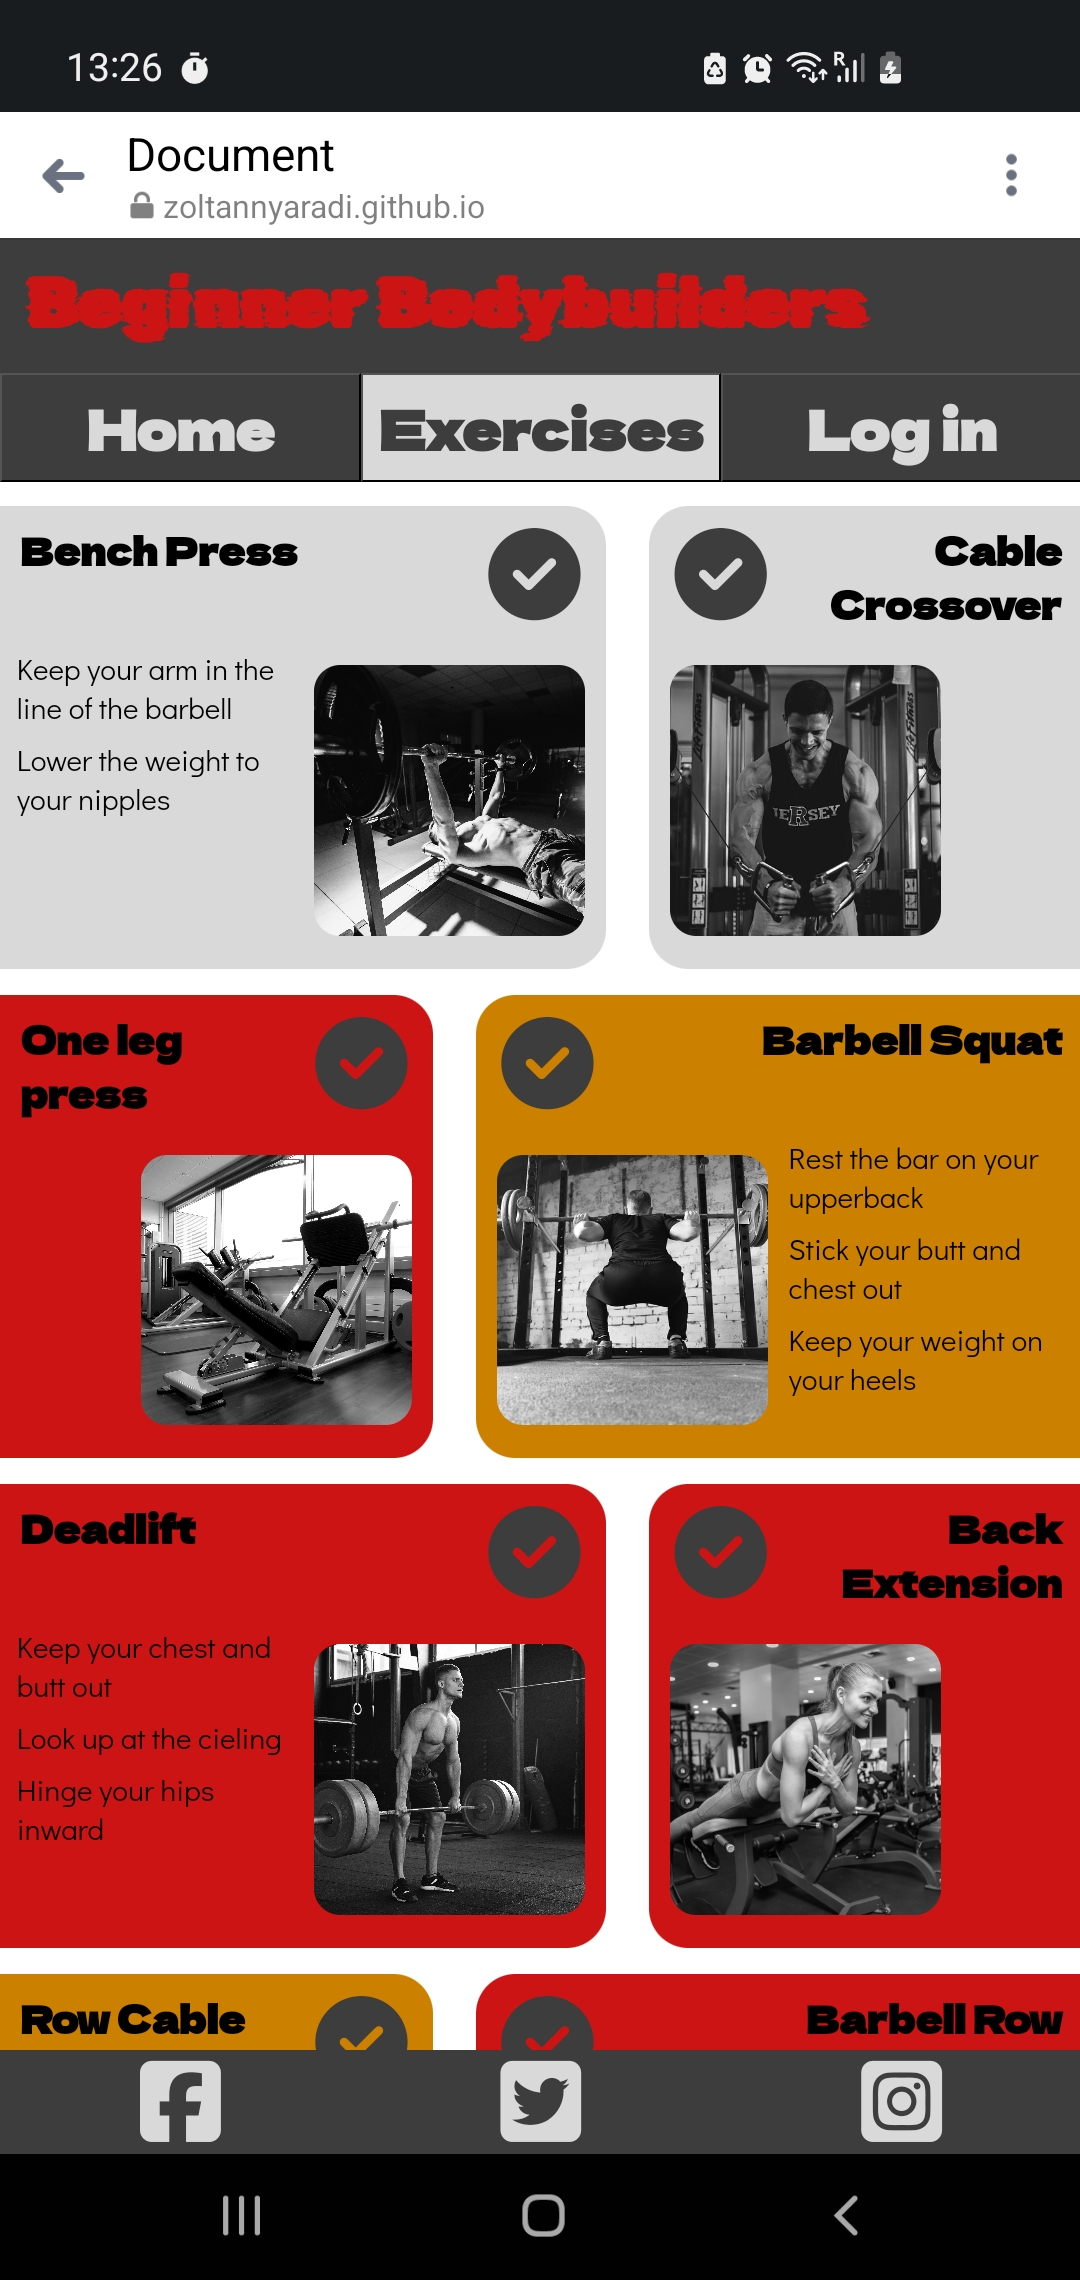 13:26
R
Document
zoltannyaradi.github.io
Beginner Bodybuilders
Home
Exercises
Log in
Bench Press
Keep your arm in the
line of the barbell
Lower the weight to
your nipples
Cable
Crossover
Life Fitness
JERSEY
Life Fitness
One leg
press
Barbell Squat
Rest the bar on your
upperback
Stick your butt and
chest out
Keep your weight on
your heels
Deadlift
Keep your chest and
butt out
Look up at the cieling
Hinge your hips
inward
Back
Extension
Row Cable
Barbell Row